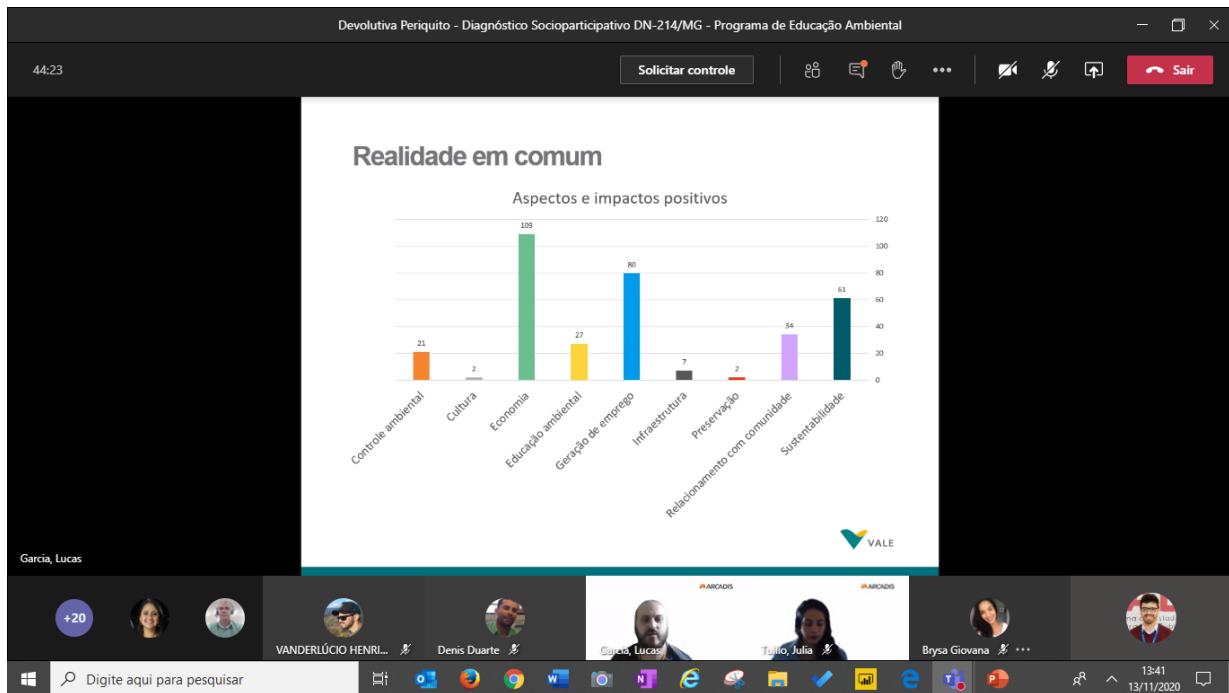 Devolutiva Periquito - Diagnóstico Socioparticipativo DN-214/MG - Programa de Educação Ambiental
44:23
Solicitar controle
Sair
Realidade em comum
Aspectos e impactos positivos
120
100
80
60
40
20
0
21
2
109
27
80
7
2
34
61
Controle ambiental
Cultura
Economia
Educação ambiental
Geração de emprego
Infraestrutura
Preservação
Relacionamento com comunidade
Sustentabilidade
VALE
Garcia, Lucas
+20
VANDERLÚCIO HENRI...
Denis Duarte
ARCADIS
Garcia, Lucas
ARCADIS
Tulio, Julia
Brysa Giovana
Digite aqui para pesquisar
13:41
13/11/2020